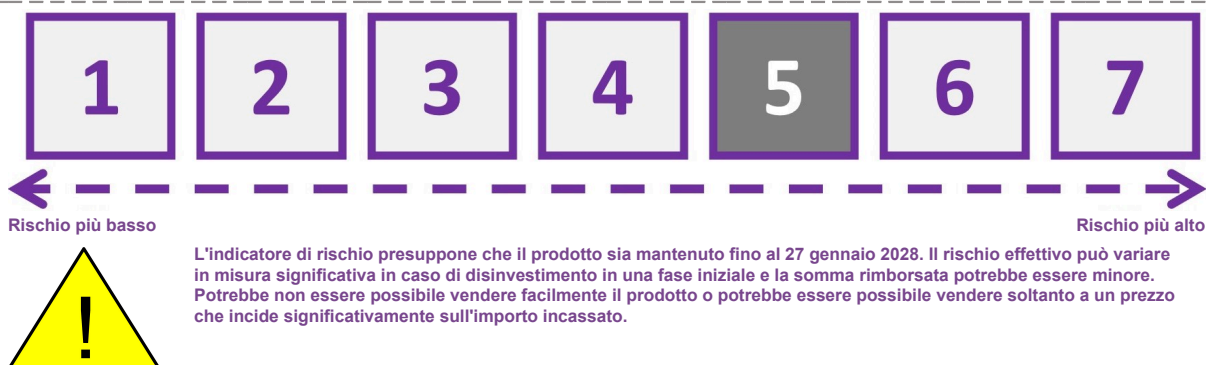 1 2 3 4 5 6 7
Rischio più basso Rischio più alto
L'indicatore di rischio presuppone che il prodotto sia mantenuto fino al 27 gennaio 2028. Il rischio effettivo può variare
in misura significativa in caso di disinvestimento in una fase iniziale e la somma rimborsata potrebbe essere minore.
Potrebbe non essere possibile vendere facilmente il prodotto o potrebbe essere possibile vendere soltanto a un prezzo
che incide significativamente sull'importo incassato.
!